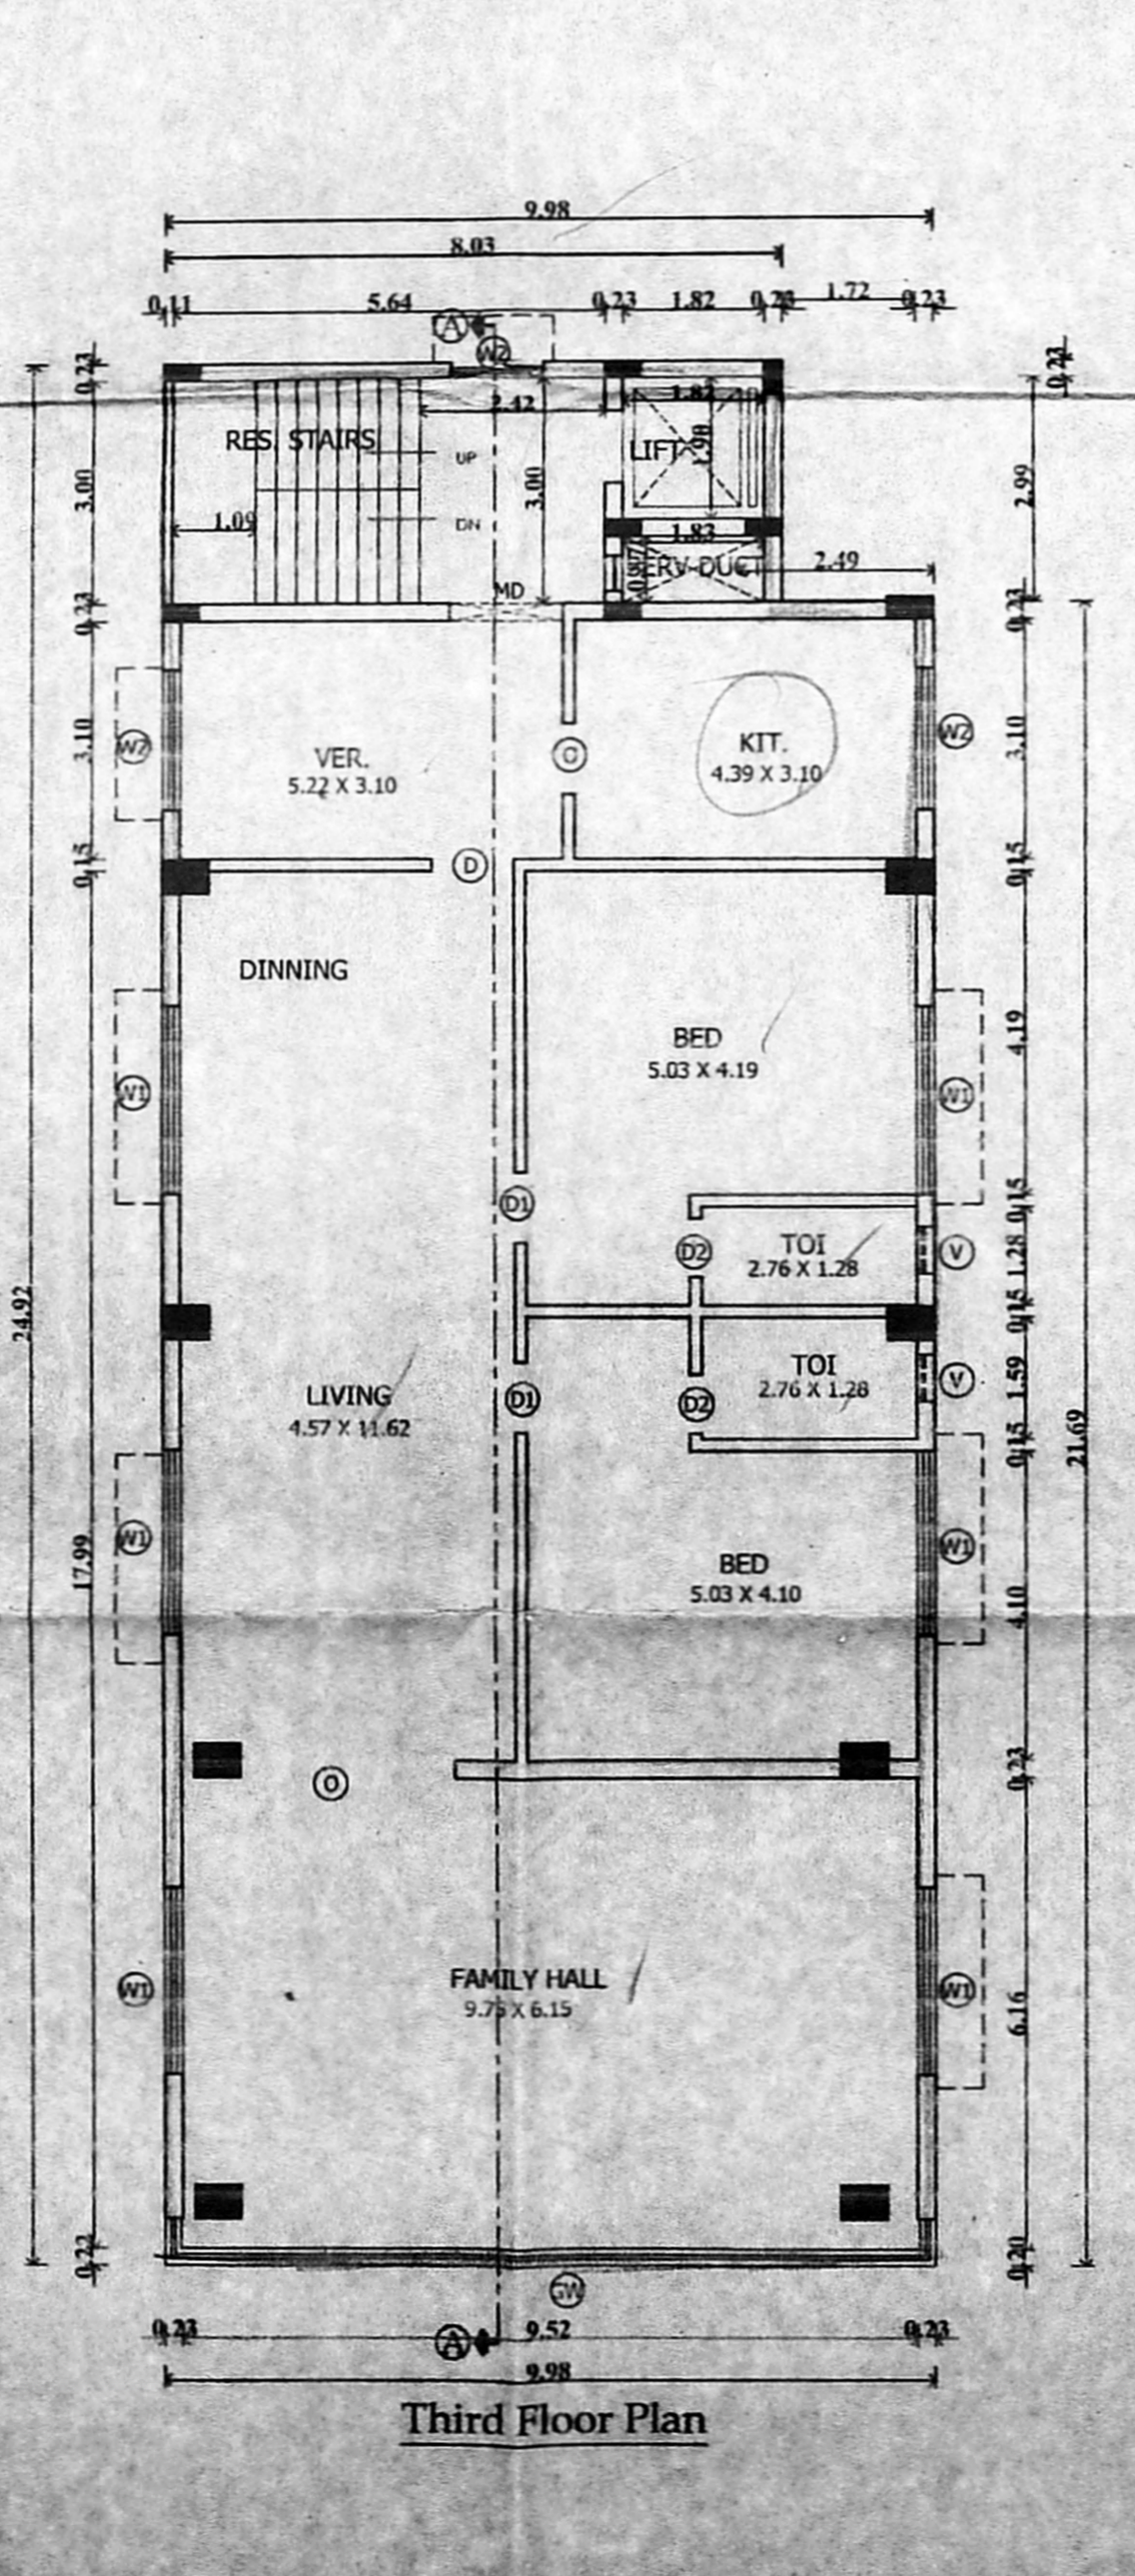 9.98
8.03
0.11 5.64 0.23 1.82 0.23 1.72 0.23
A
W2
0.23
0.23
2.42
1.82
RES. STAIRS
LIFT
1.90
UP
3.00
3.00
2.99
1.09
DN
1.83
SERV-DUCT
2.49
MD
0.23
0.23
W2
3.10
VER.
5.22 X 3.10
O
KIT.
4.39 X 3.10
W2
3.10
0.15
D
0.15
DINNING
BED
5.03 X 4.19
4.19
W1
W1
0.15
D1
D2
TOI
2.76 X 1.28
V
1.28
24.92
0.15
LIVING
4.57 X 11.62
D1
D2
TOI
2.76 X 1.28
V
1.59
0.15
21.69
17.99
W1
BED
5.03 X 4.10
W1
4.10
O
0.23
W1
FAMILY HALL
9.75 X 6.15
W1
6.16
0.22
0.20
GW
0.23 9.52 0.23
A
9.98
Third Floor Plan